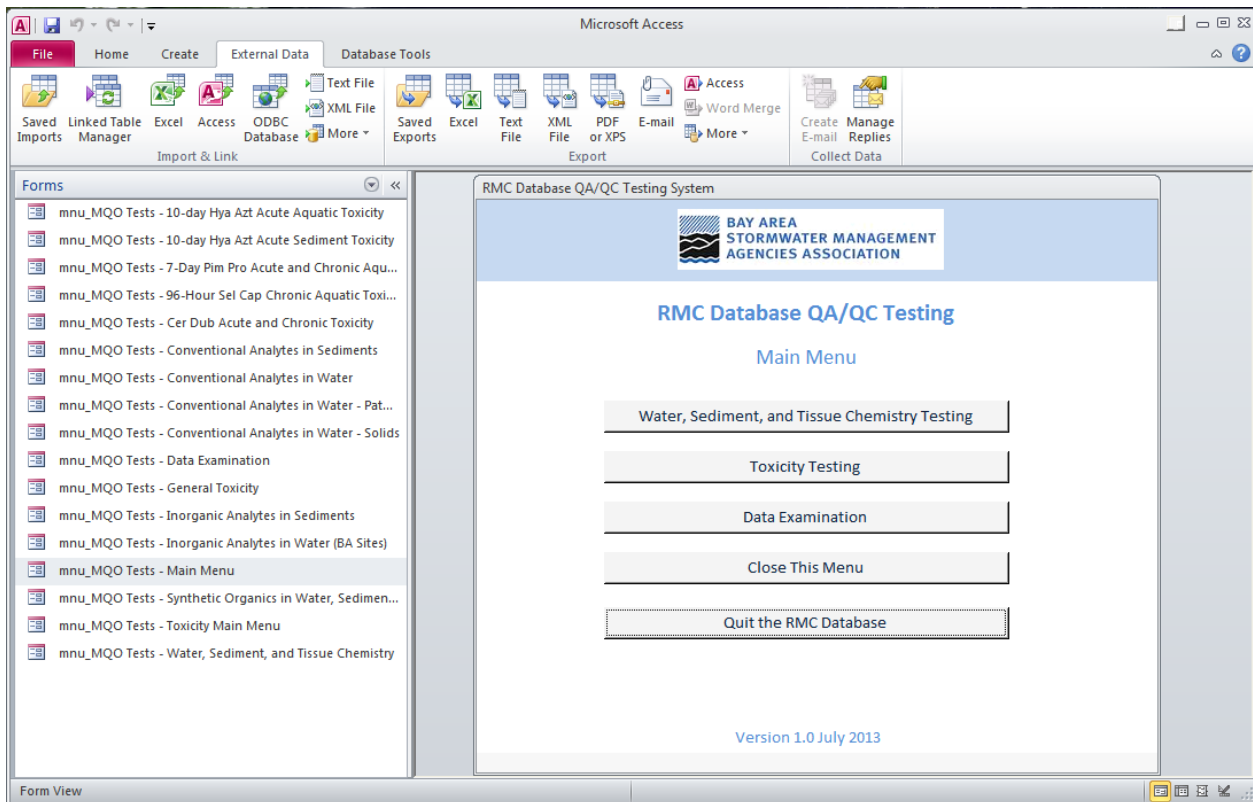 Microsoft Access
File Home Create External Data Database Tools
Saved Imports
Linked Table Manager
Excel
Access
ODBC Database
Text File
XML File
More
Import & Link
Saved Exports
Excel
Text File
XML File
PDF or XPS
E-mail
Access
Word Merge
More
Export
Create E-mail
Manage Replies
Collect Data
Forms
mnu_MQO Tests - 10-day Hya Azt Acute Aquatic Toxicity
mnu_MQO Tests - 10-day Hya Azt Acute Sediment Toxicity
mnu_MQO Tests - 7-Day Pim Pro Acute and Chronic Aqu...
mnu_MQO Tests - 96-Hour Sel Cap Chronic Aquatic Toxi...
mnu_MQO Tests - Cer Dub Acute and Chronic Toxicity
mnu_MQO Tests - Conventional Analytes in Sediments
mnu_MQO Tests - Conventional Analytes in Water
mnu_MQO Tests - Conventional Analytes in Water - Pat...
mnu_MQO Tests - Conventional Analytes in Water - Solids
mnu_MQO Tests - Data Examination
mnu_MQO Tests - General Toxicity
mnu_MQO Tests - Inorganic Analytes in Sediments
mnu_MQO Tests - Inorganic Analytes in Water (BA Sites)
mnu_MQO Tests - Main Menu
mnu_MQO Tests - Synthetic Organics in Water, Sedimen...
mnu_MQO Tests - Toxicity Main Menu
mnu_MQO Tests - Water, Sediment, and Tissue Chemistry
RMC Database QA/QC Testing System
BAY AREA
STORMWATER MANAGEMENT
AGENCIES ASSOCIATION
RMC Database QA/QC Testing
Main Menu
Water, Sediment, and Tissue Chemistry Testing
Toxicity Testing
Data Examination
Close This Menu
Quit the RMC Database
Version 1.0 July 2013
Form View